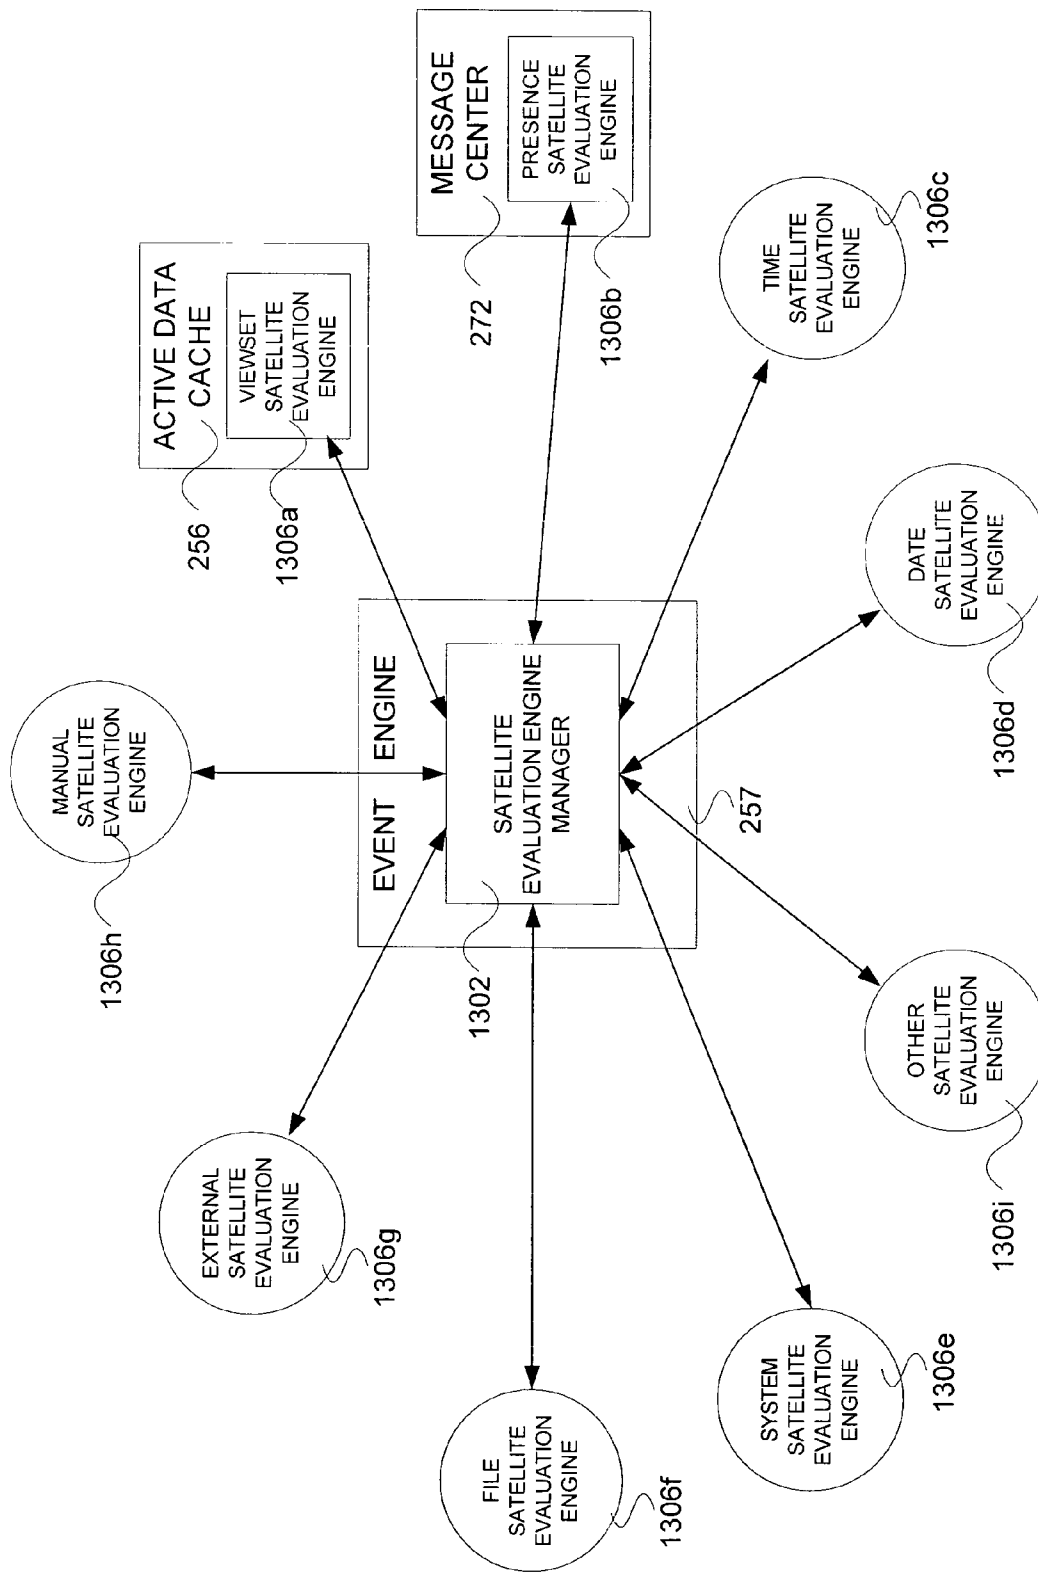 MANUAL
SATELLITE
EVALUATION
ENGINE
1306h
ACTIVE DATA
CACHE
VIEWSET
SATELLITE
EVALUATION
ENGINE
256
1306a
MESSAGE
CENTER
PRESENCE
SATELLITE
EVALUATION
ENGINE
272
1306b
EXTERNAL
SATELLITE
EVALUATION
ENGINE
1306g
EVENT ENGINE
SATELLITE
EVALUATION ENGINE
MANAGER
1302
257
TIME
SATELLITE
EVALUATION
ENGINE
1306c
FILE
SATELLITE
EVALUATION
ENGINE
1306f
SYSTEM
SATELLITE
EVALUATION
ENGINE
1306e
OTHER
SATELLITE
EVALUATION
ENGINE
1306i
DATE
SATELLITE
EVALUATION
ENGINE
1306d